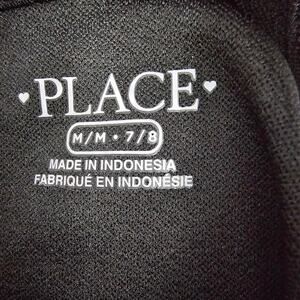 ♥PLACE♥
M/M • 7/8
MADE IN INDONESIA
FABRIQUÉ EN INDONÉSIE